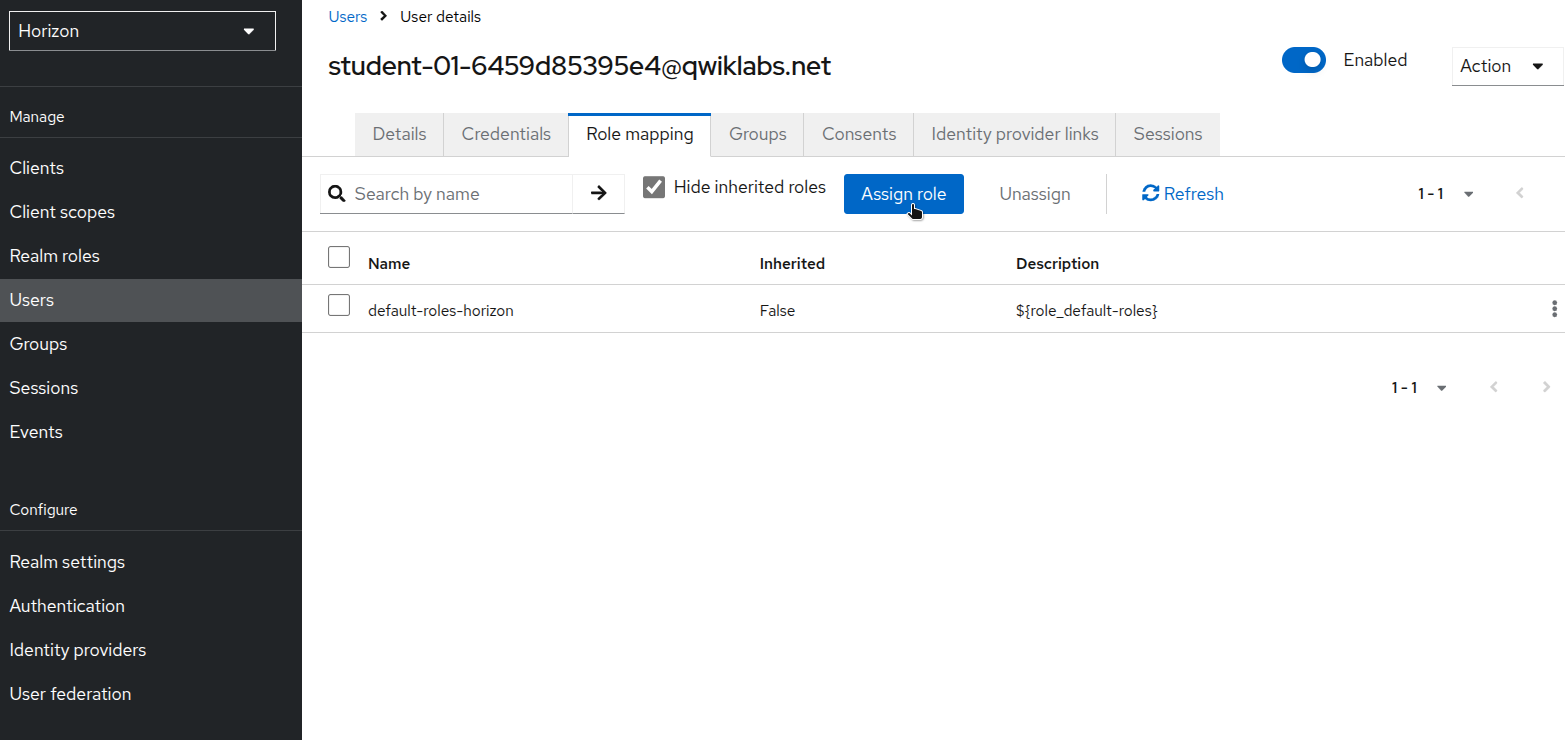 Horizon
Manage
Clients
Client scopes
Realm roles
Users
Groups
Sessions
Events
Configure
Realm settings
Authentication
Identity providers
User federation
Users > User details
student-01-6459d85395e4@qwiklabs.net
Enabled
Action
Details Credentials Role mapping Groups Consents Identity provider links Sessions
Search by name Hide inherited roles Assign role Unassign Refresh 1 - 1
Name Inherited Description
default-roles-horizon False ${role_default-roles}
1 - 1